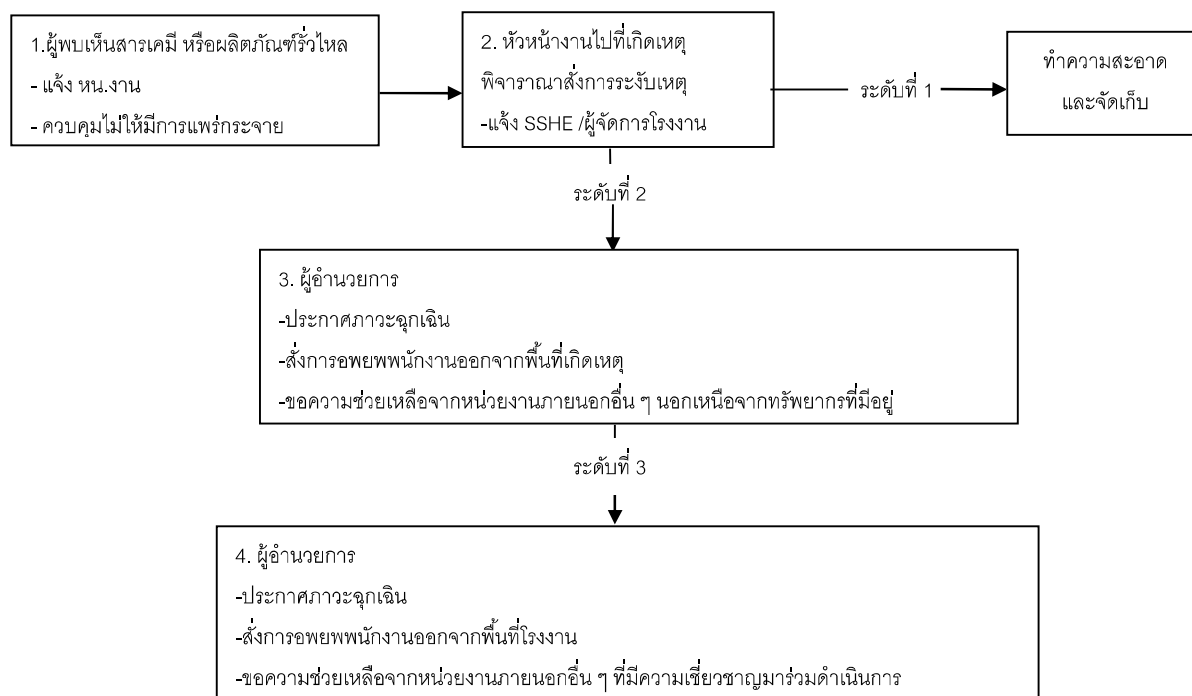 1.ผู้พบเห็นสารเคมี หรือผลิตภัณฑ์รั่วไหล
- แจ้ง หน.งาน
- ควบคุมไม่ให้มีการแพร่กระจาย
2. หัวหน้างานไปที่เกิดเหตุ
พิจาราณาสั่งการระงับเหตุ
-แจ้ง SSHE /ผู้จัดการโรงงาน
ระดับที่ 1
ทำความสะอาด
และจัดเก็บ
ระดับที่ 2
3. ผู้อำนวยการ
-ประกาศภาวะฉุกเฉิน
-สั่งการอพยพพนักงานออกจากพื้นที่เกิดเหตุ
-ขอความช่วยเหลือจากหน่วยงานภายนอกอื่น ๆ นอกเหนือจากทรัพยากรที่มีอยู่
ระดับที่ 3
4. ผู้อำนวยการ
-ประกาศภาวะฉุกเฉิน
-สั่งการอพยพพนักงานออกจากพื้นที่โรงงาน
-ขอความช่วยเหลือจากหน่วยงานภายนอกอื่น ๆ ที่มีความเชี่ยวชาญมาร่วมดำเนินการ